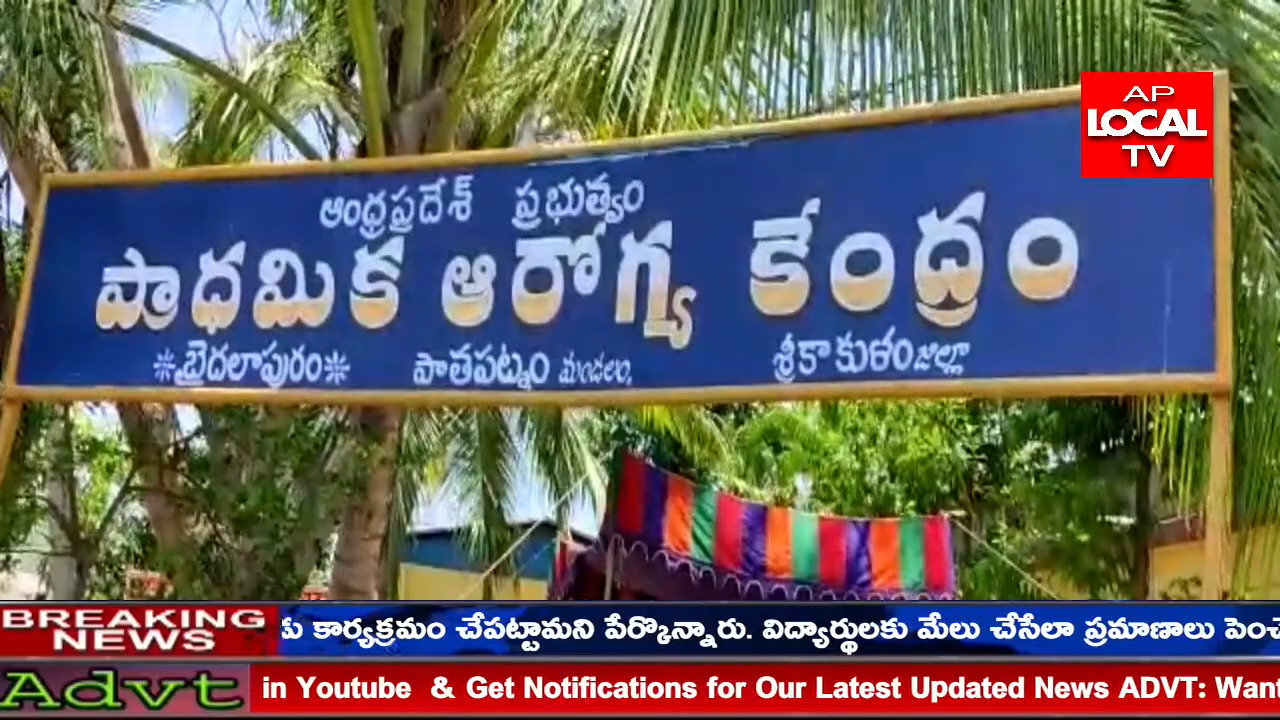 AP
LOCAL
TV
ఆంధ్రప్రదేశ్ ప్రభుత్వం
పాధమిక ఆరోగ్య కేంద్రం
బైదలాపురం పాతపట్నం మండలం, శ్రీకాకుళం జిల్లా
BREAKING
NEWS
కార్యక్రమం చేపట్టామని పేర్కొన్నారు. విద్యార్థులకు మేలు చేసేలా ప్రమాణాలు
Advt
in Youtube & Get Notifications for Our Latest Updated News ADVT: Want